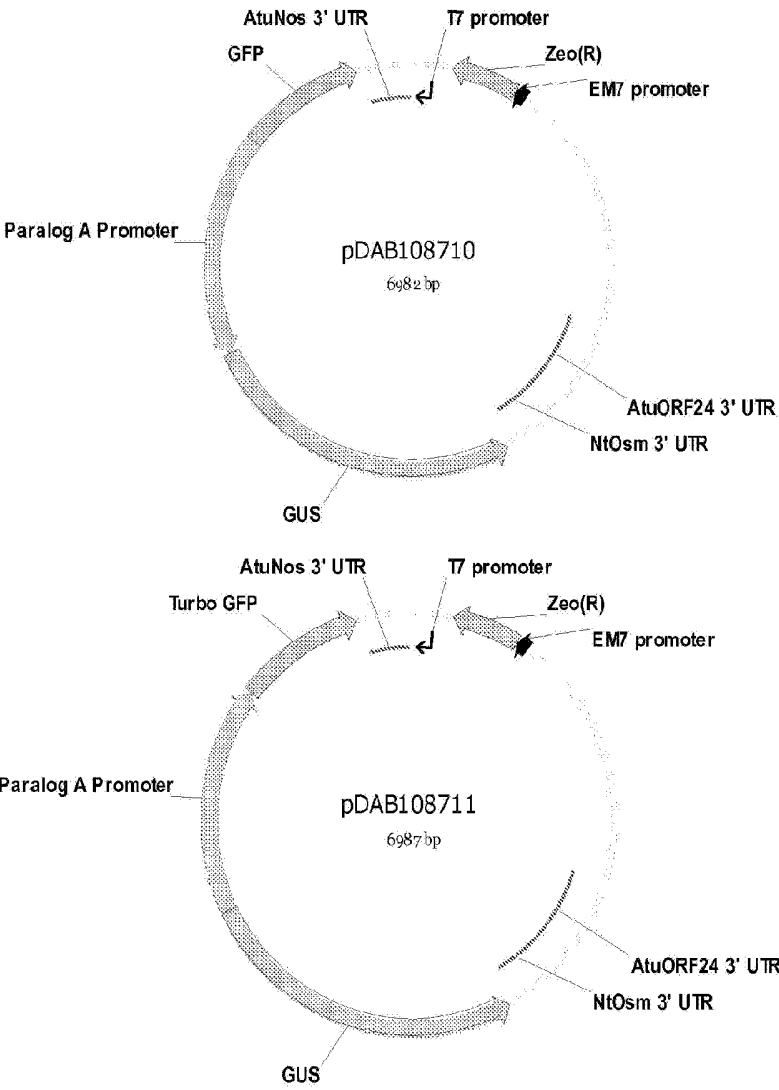 AtuNos 3' UTR
T7 promoter
GFP
Zeo(R)
EM7 promoter
Paralog A Promoter
pDAB108710
6982 bp
AtuORF24 3' UTR
NtOsm 3' UTR
GUS
AtuNos 3' UTR
T7 promoter
Turbo GFP
Zeo(R)
EM7 promoter
Paralog A Promoter
pDAB108711
6987 bp
AtuORF24 3' UTR
NtOsm 3' UTR
GUS